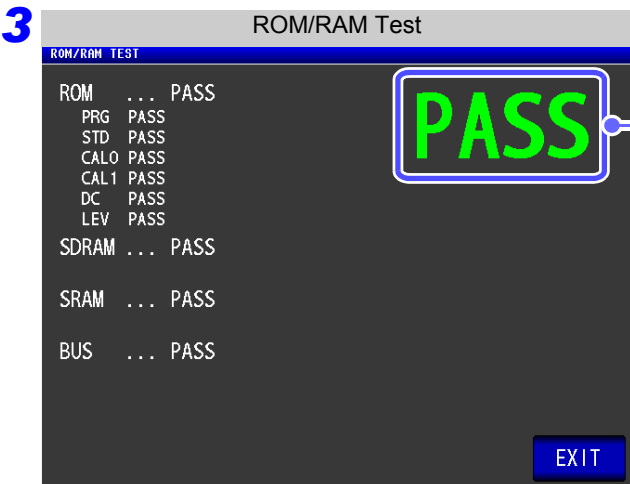 3
ROM/RAM Test
ROM/RAM TEST
ROM ... PASS
PASS
PRG PASS
STD PASS
CAL0 PASS
CAL1 PASS
DC PASS
LEV PASS
SDRAM ... PASS
SRAM ... PASS
BUS ... PASS
EXIT